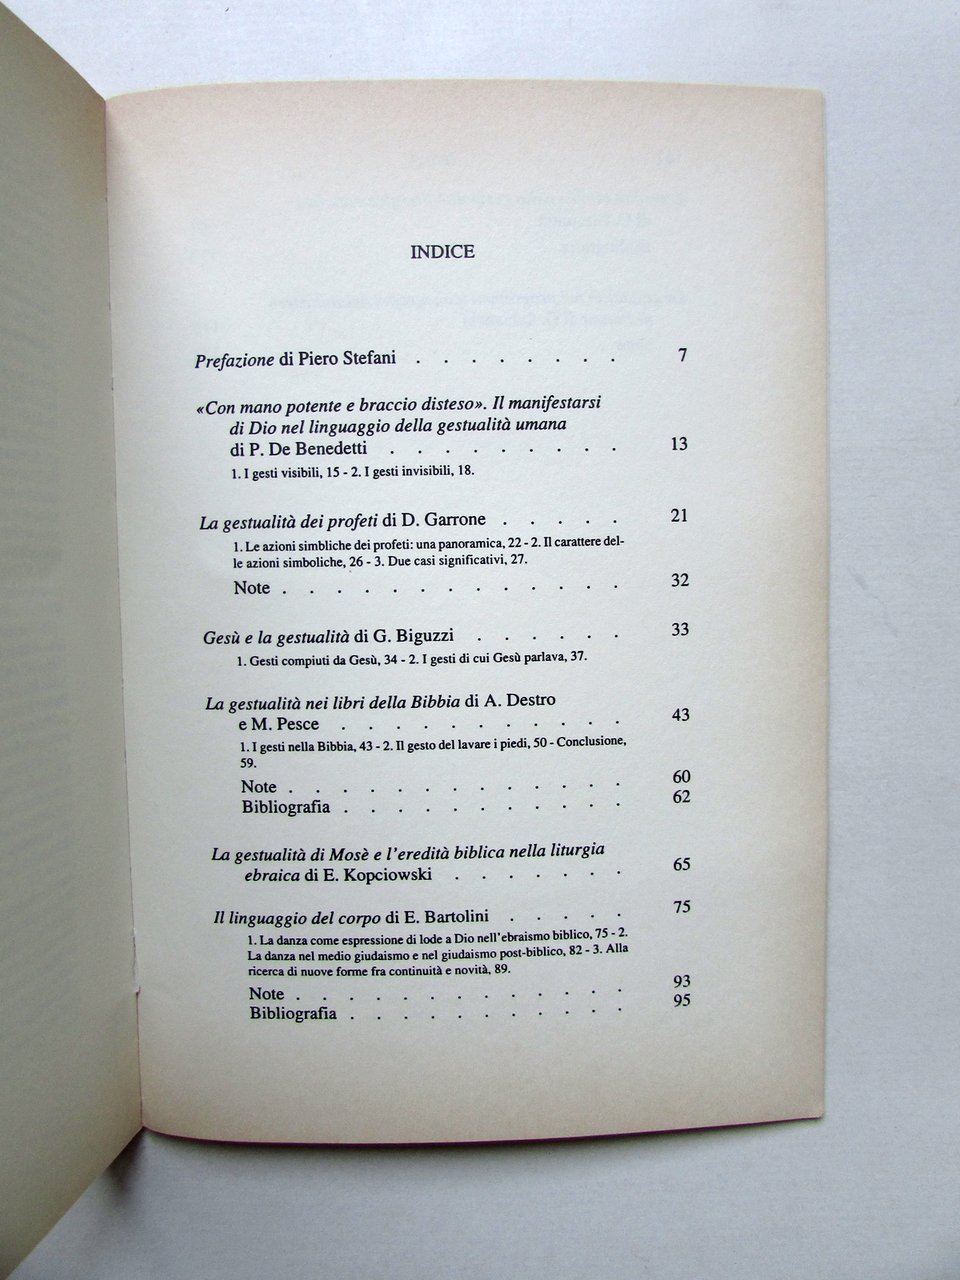 INDICE
Prefazione di Piero Stefani . . . . . . . . 7
«Con mano potente e braccio disteso». Il manifestarsi
di Dio nel linguaggio della gestualità umana
di P. De Benedetti . . . . . . . . . 13
1. I gesti visibili, 15 - 2. I gesti invisibili, 18.
La gestualità dei profeti di D. Garrone . . . . . 21
1. Le azioni simbliche dei profeti: una panoramica, 22 - 2. Il carattere del-
le azioni simboliche, 26 - 3. Due casi significativi, 27.
Note . . . . . . . . . . . . . 32
Gesù e la gestualità di G. Biguzzi . . . . . . 33
1. Gesti compiuti da Gesù, 34 - 2. I gesti di cui Gesù parlava, 37.
La gestualità nei libri della Bibbia di A. Destro
e M. Pesce . . . . . . . . . . . 43
1. I gesti nella Bibbia, 43 - 2. Il gesto del lavare i piedi, 50 - Conclusione,
59.
Note . . . . . . . . . . . . . 60
Bibliografia . . . . . . . . . . . 62
La gestualità di Mosè e l'eredità biblica nella liturgia
ebraica di E. Kopciowski . . . . . . . 65
Il linguaggio del corpo di E. Bartolini . . . . . 75
1. La danza come espressione di lode a Dio nell'ebraismo biblico, 75 - 2.
La danza nel medio giudaismo e nel giudaismo post-biblico, 82 - 3. Alla
ricerca di nuove forme fra continuità e novità, 89.
Note . . . . . . . . . . . . . 93
Bibliografia . . . . . . . . . . . 95